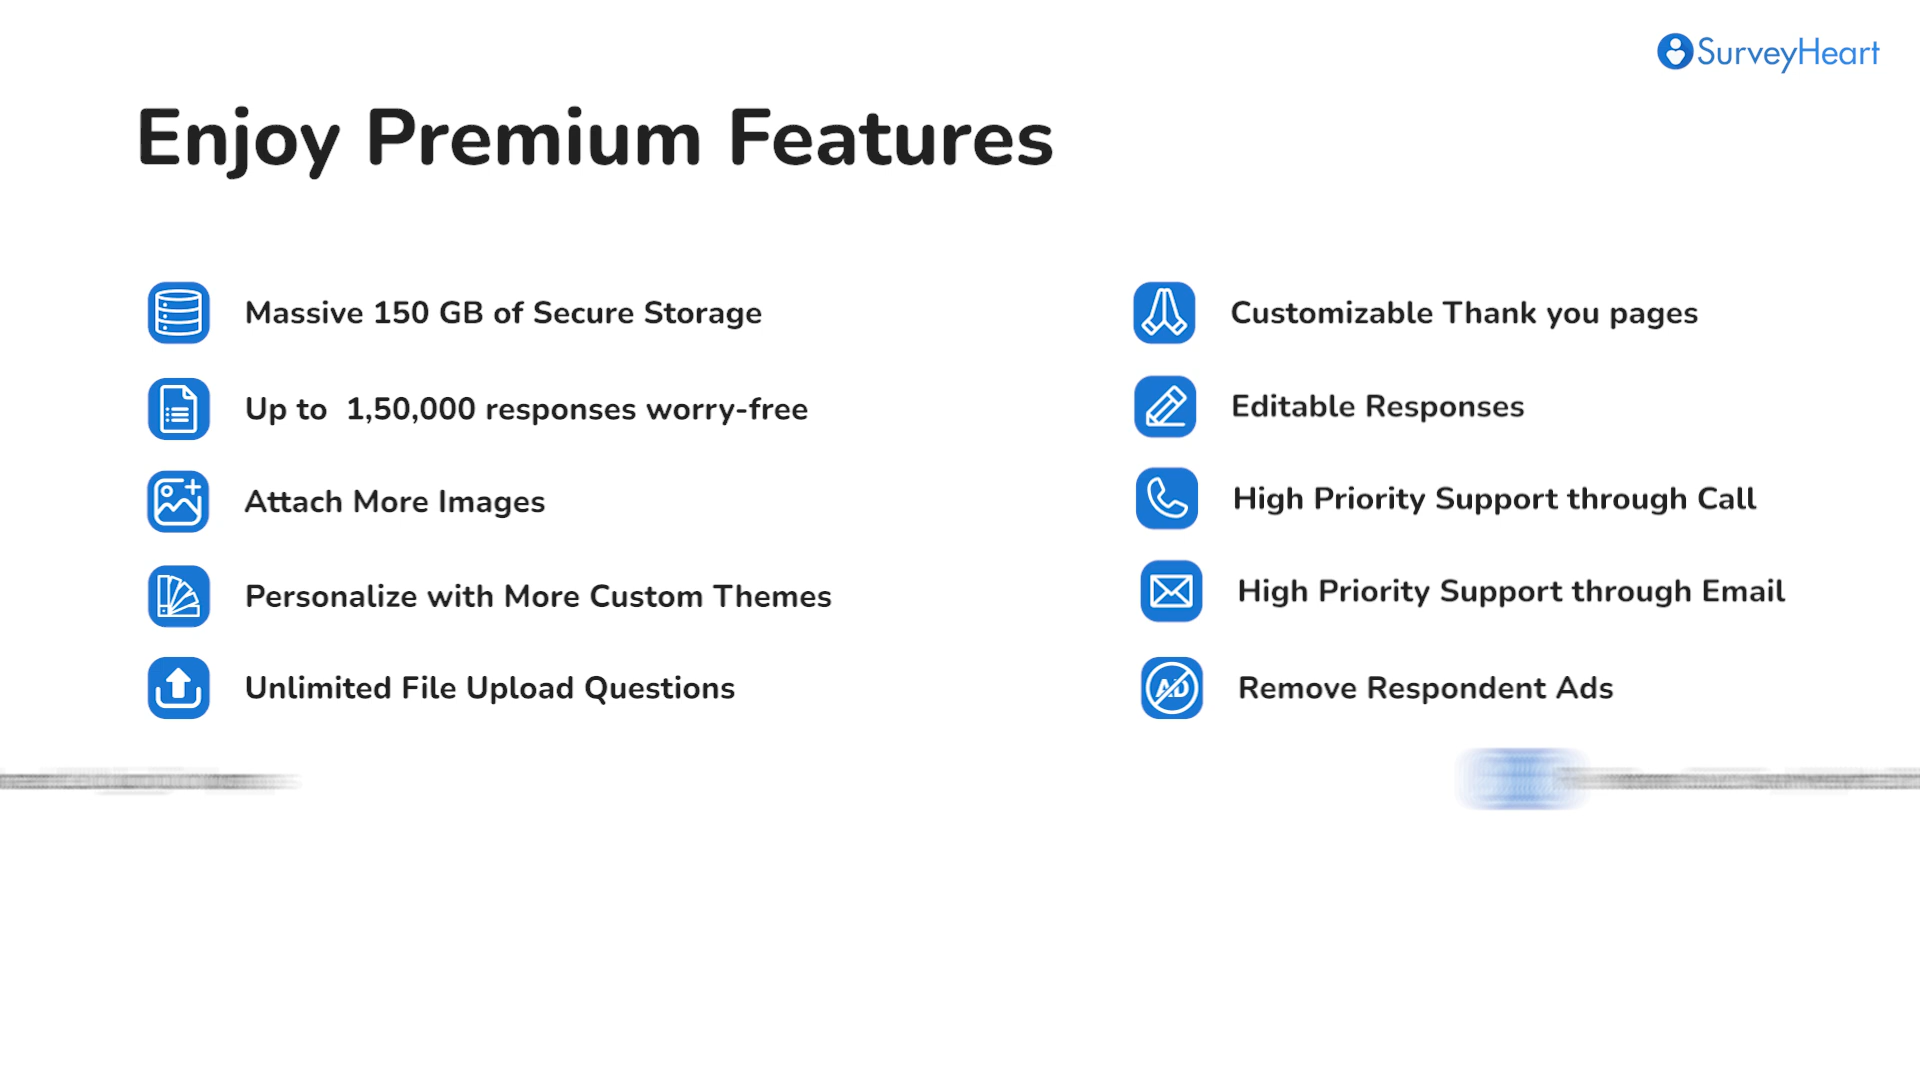 SurveyHeart
Enjoy Premium Features
Massive 150 GB of Secure Storage
Up to  1,50,000 responses worry-free
Attach More Images
Personalize with More Custom Themes
Unlimited File Upload Questions
Customizable Thank you pages
Editable Responses
High Priority Support through Call
High Priority Support through Email
AD
Remove Respondent Ads